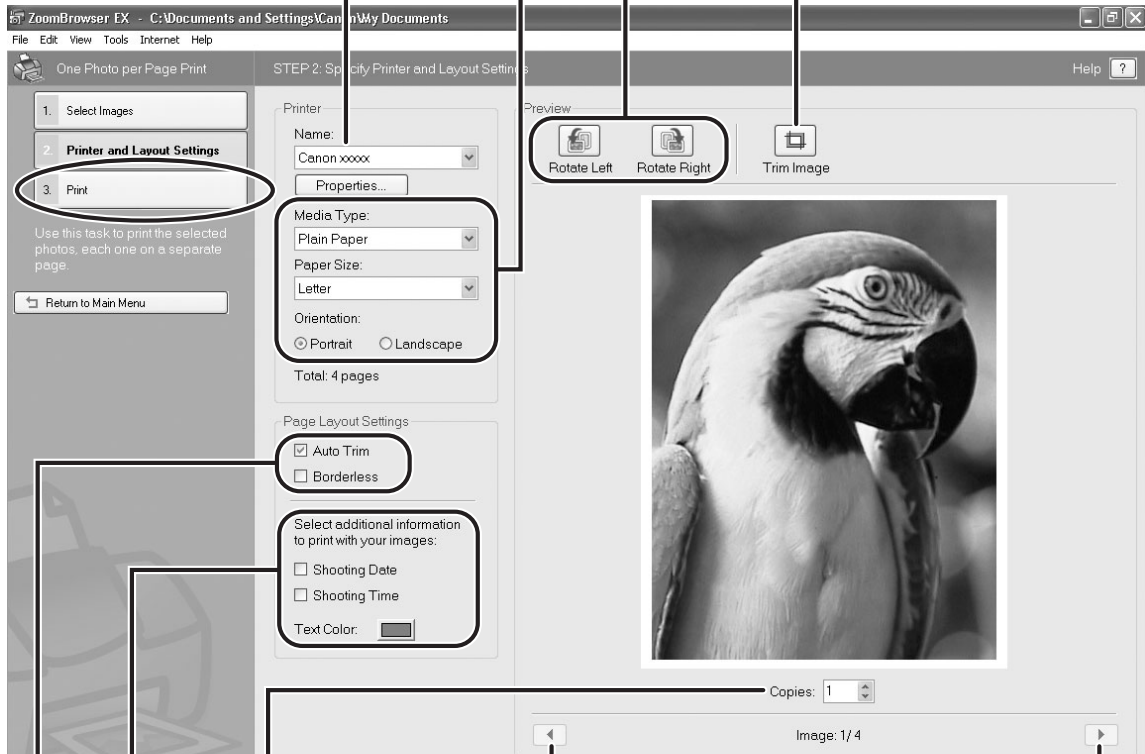 ZoomBrowser EX - C:\Documents and Settings\Canon\My Documents
File Edit View Tools Internet Help
One Photo per Page Print
STEP 2: Specify Printer and Layout Settings
Help ?
1. Select Images
2. Printer and Layout Settings
3. Print
Use this task to print the selected
photos, each one on a separate
page.
Return to Main Menu
Printer
Name:
Canon xxxxx
Properties...
Media Type:
Plain Paper
Paper Size:
Letter
Orientation:
Portrait Landscape
Total: 4 pages
Page Layout Settings
Auto Trim
Borderless
Select additional information
to print with your images:
Shooting Date
Shooting Time
Text Color:
Preview
Rotate Left Rotate Right Trim Image
Copies: 1
Image: 1/4